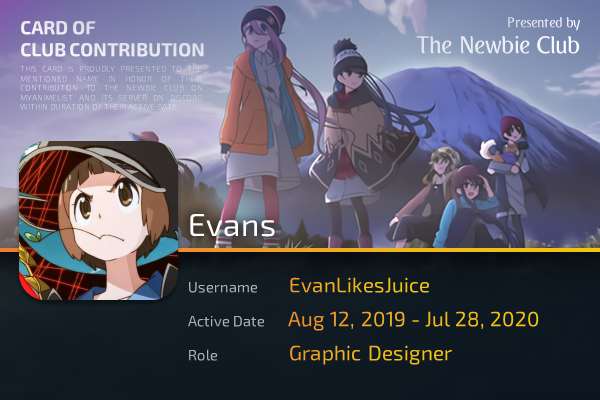 CARD OF
CLUB CONTRIBUTION
THIS CARD IS PROUDLY PRESENTED TO THE
MENTIONED NAME IN HONOR OF THEIR
CONTRIBUTION TO THE NEWBIE CLUB ON
MYANIMELIST AND ITS SERVER ON DISCORD
WITHIN DURATION OF THEIR ACTIVE DATE.
Presented by
The Newbie Club
Evans
Username EvanLikesJuice
Active Date Aug 12, 2019 - Jul 28, 2020
Role Graphic Designer